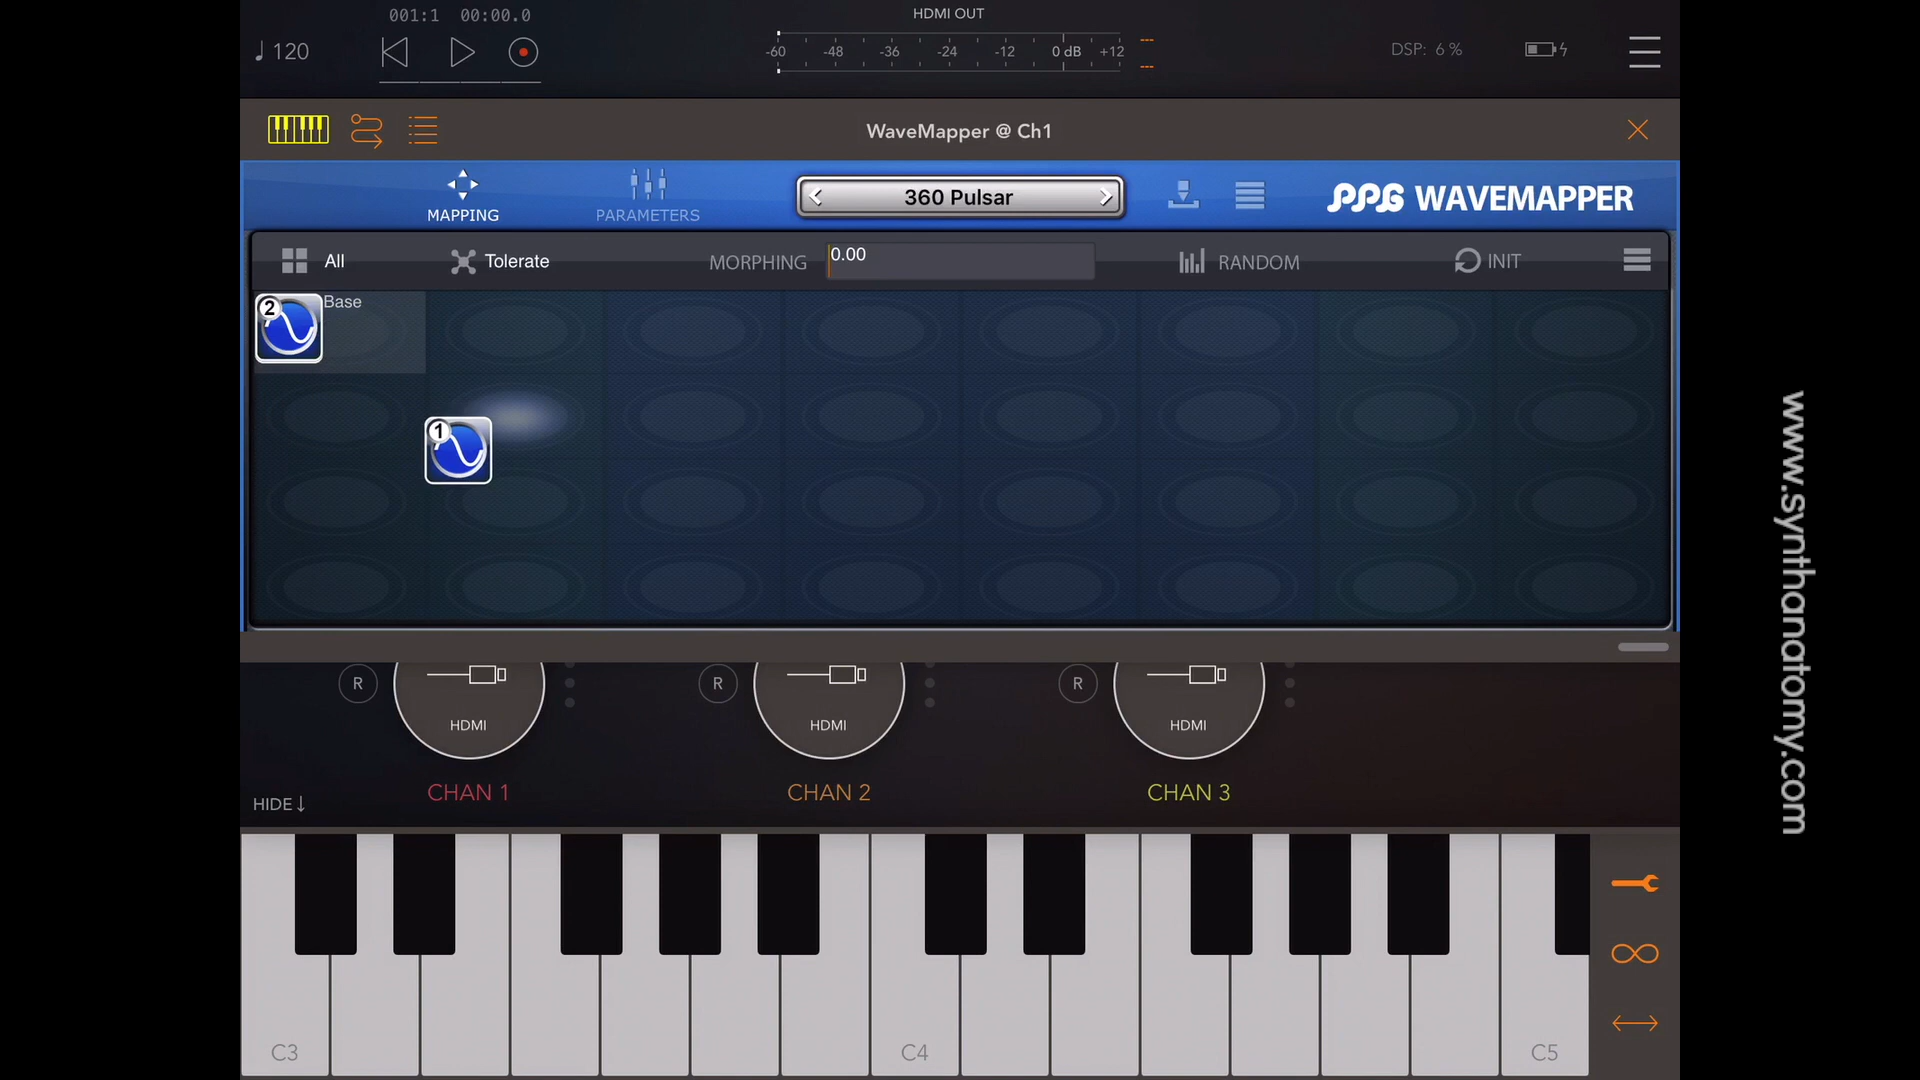 001:1 00:00.0
HDMI OUT
♩120
-60 -48 -36 -24 -12 0 dB +12
DSP: 6 %
WaveMapper @ Ch1
MAPPING
PARAMETERS
360 Pulsar
PPG WAVEMAPPER
All
Tolerate
MORPHING
0.00
RANDOM
INIT
2
Base
1
R
HDMI
R
HDMI
R
HDMI
CHAN 1
CHAN 2
CHAN 3
HIDE↓
C3
C4
C5
www.synthanatomy.com